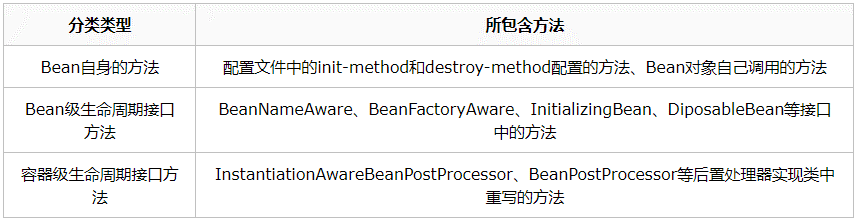 分类类型
所包含方法
Bean自身的方法
配置文件中的init-method和destroy-method配置的方法、Bean对象自己调用的方法
Bean级生命周期接口
方法
BeanNameAware、BeanFactoryAware、InitializingBean、DiposableBean等接口
中的方法
容器级生命周期接口方
法
InstantiationAwareBeanPostProcessor、BeanPostProcessor等后置处理器实现类中
重写的方法